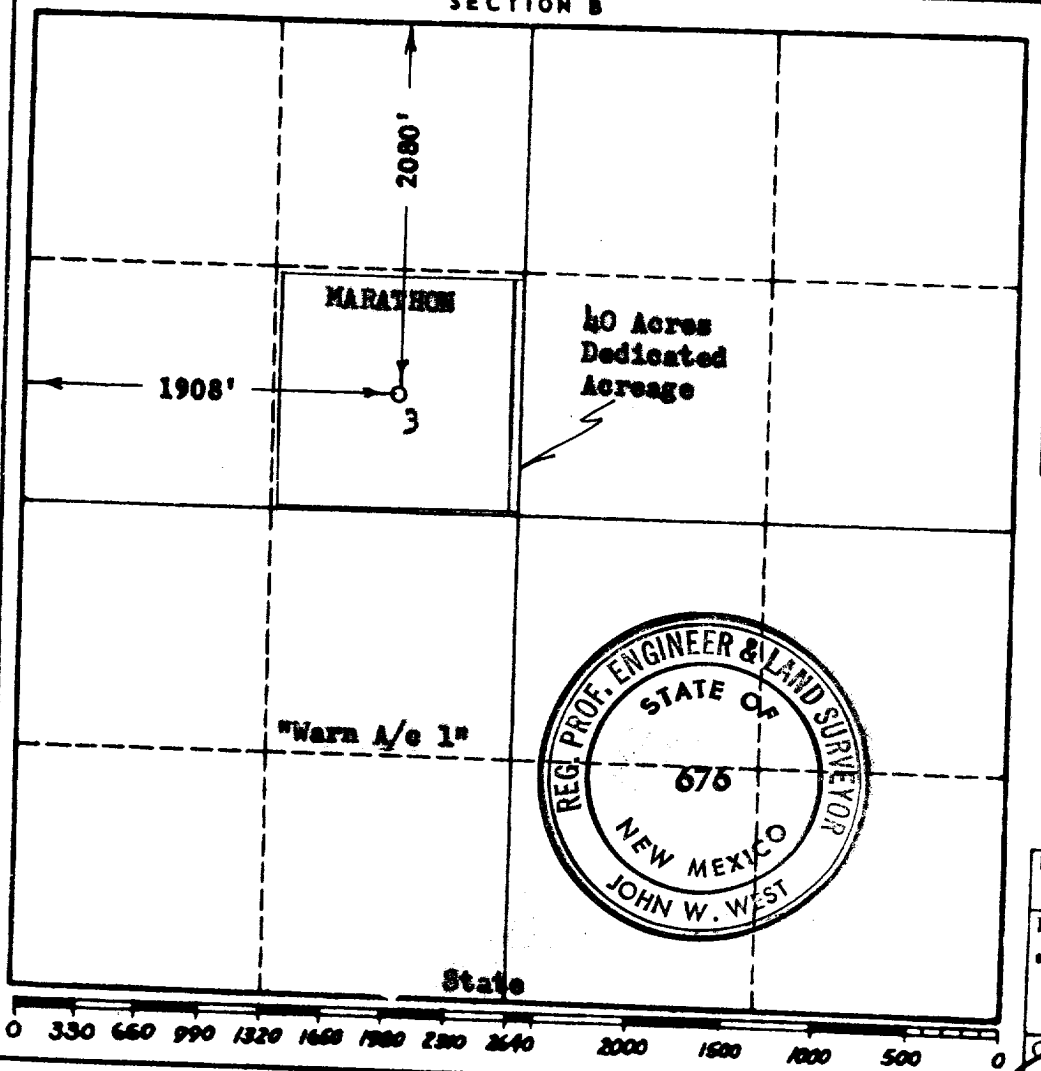 SECTION B
2080'
MARATHON
40 Acres
Dedicated
Acreage
1908'
3
"Warn A/c 1"
REG. PROF. ENGINEER & LAND SURVEYOR
STATE OF
676
NEW MEXICO
JOHN W. WEST
State
0 330 660 990 1320 1650 1980 2310 2640 2000 1500 1000 500 0